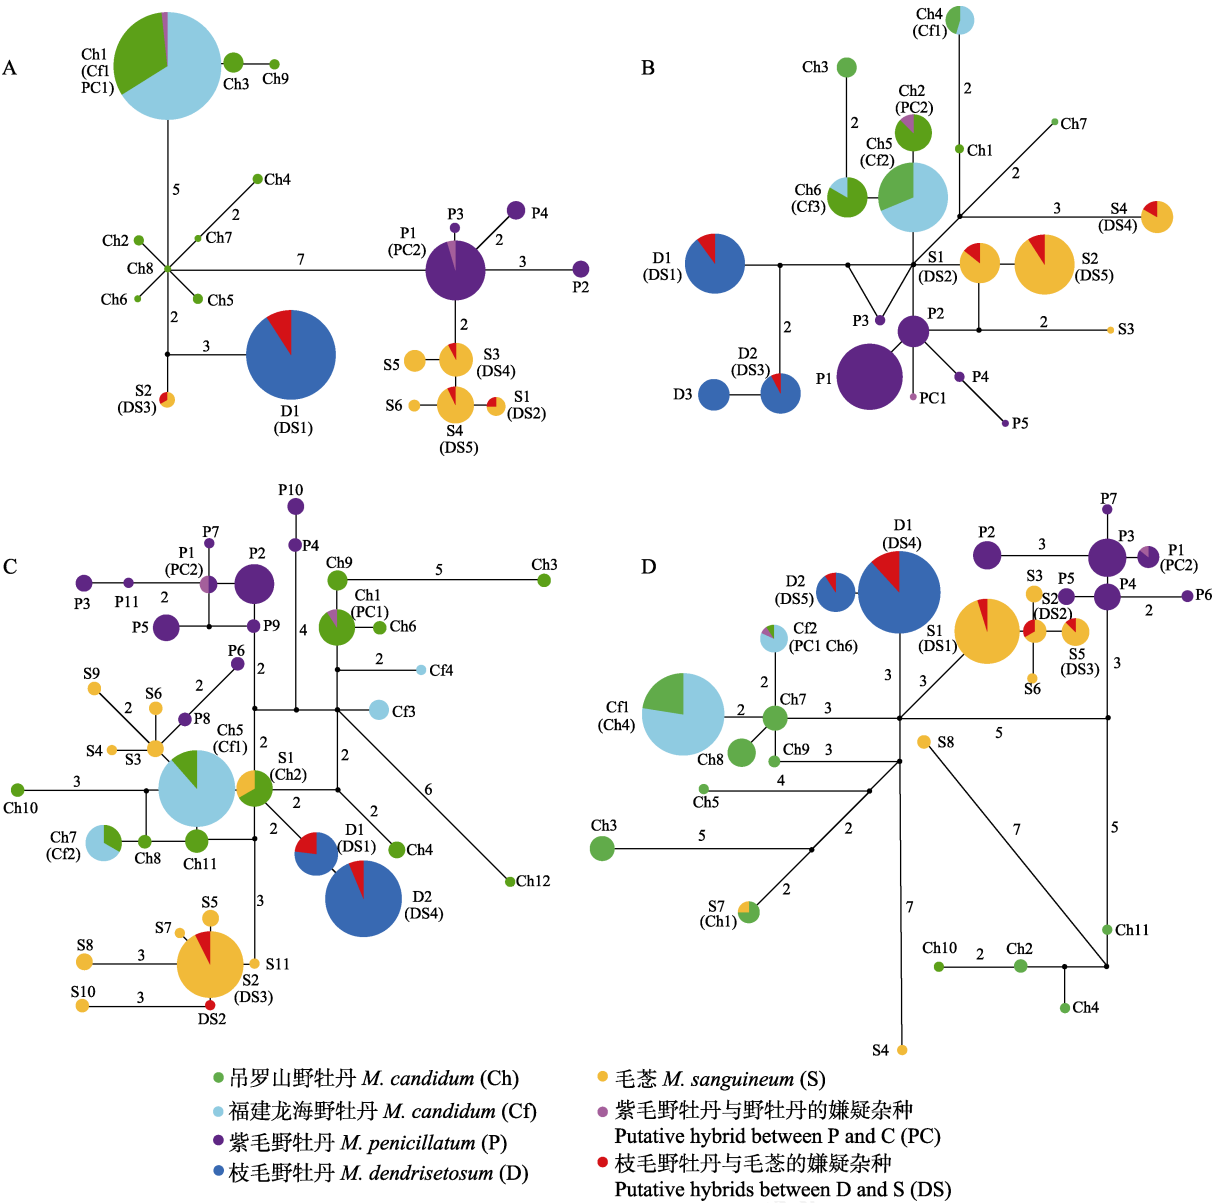 A
Ch1
(Cf1
PC1)
Ch3
Ch9
5
Ch4
2
Ch7
Ch2
Ch8
Ch6
Ch5
7
P3
P4
P1
(PC2)
2
3
P2
2
3
2
S5
S3
(DS4)
S6
S1
(DS2)
S4
(DS5)
S2
(DS3)
D1
(DS1)
B
Ch4
(Cf1)
Ch3
2
2
Ch2
(PC2)
Ch7
Ch5
(Cf2)
Ch1
2
Ch6
(Cf3)
3
S4
(DS4)
D1
(DS1)
S1
(DS2)
S2
(DS5)
P3
P2
2
S3
2
D2
(DS3)
D3
P1
P4
PC1
P5
C
P10
P7
P4
P1
(PC2)
P2
Ch9
5
Ch3
P3
P11
2
Ch1
(PC1)
Ch6
P5
P9
4
P6
2
2
Cf4
S9
S6
2
2
P8
Cf3
S4
S3
Ch5
(Cf1)
2
S1
(Ch2)
2
6
3
Ch10
2
2
2
Ch7
(Cf2)
Ch8
Ch11
D1
(DS1)
Ch4
Ch12
D2
(DS4)
S5
3
S7
S8
3
S11
S2
(DS3)
S10
3
DS2
D
P7
D1
(DS4)
P2
3
P3
P1
(PC2)
D2
(DS5)
S3
P5
P4
P6
S2
(DS2)
2
Cf2
(PC1 Ch6)
S1
(DS1)
S5
(DS3)
S6
3
3
3
2
Cf1
(Ch4)
2
Ch7
3
5
Ch8
Ch9
3
S8
4
Ch5
Ch3
5
2
7
5
2
S7
(Ch1)
7
Ch11
Ch10
2
Ch2
Ch4
S4
吊罗山野牡丹 M. candidum (Ch)
福建龙海野牡丹 M. candidum (Cf)
紫毛野牡丹 M. penicillatum (P)
枝毛野牡丹 M. dendrisetosum (D)
毛菍 M. sanguineum (S)
紫毛野牡丹与野牡丹的嫌疑杂种
Putative hybrid between P and C (PC)
枝毛野牡丹与毛菍的嫌疑杂种
Putative hybrids between D and S (DS)